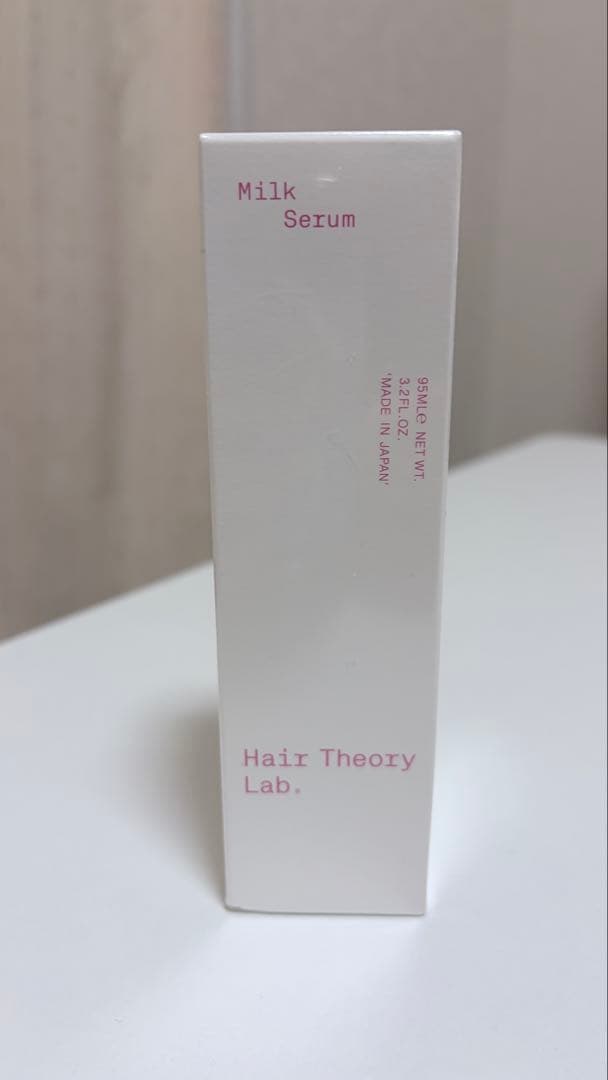 Milk
Serum
95ML℮ NET WT.
3.2FL.OZ.
'MADE IN JAPAN'
Hair Theory
Lab.